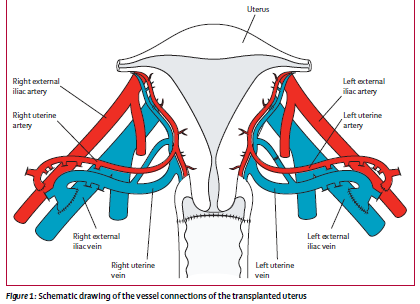 Uterus
Right external
iliac artery
Left external
iliac artery
Right uterine
artery
Left uterine
artery
Right external
iliac vein
Left external
iliac vein
Right uterine
vein
Left uterine
vein
Figure 1: Schematic drawing of the vessel connections of the transplanted uterus